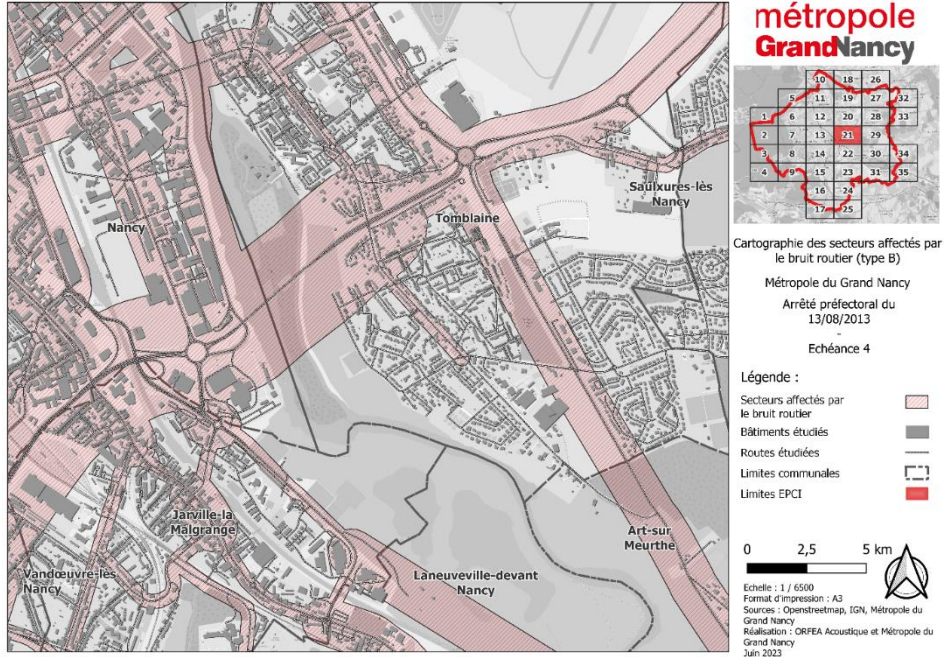 métropole
GrandNancy
10 18 26
5 11 19 27 32
1 6 12 20 28 33
2 7 13 21 29
3 8 14 22 30 34
4 9 15 23 31 35
16 24
17 25
Cartographie des secteurs affectés par
le bruit routier (type B)
Métropole du Grand Nancy
Arrêté préfectoral du
13/08/2013
-
Echéance 4
Légende :
Secteurs affectés par
le bruit routier
Bâtiments étudiés
Routes étudiées
Limites communales
Limites EPCI
0 2,5 5 km
Echelle : 1 / 6500
Format d'impression : A3
Sources : Openstreetmap, IGN, Métropole du
Grand Nancy
Réalisation : ORFEA Acoustique et Métropole du
Grand Nancy
Juin 2023
Saulxures-lès
Nancy
Tomblaine
Nancy
Jarville-la
Malgrange
Art-sur
Meurthe
Vandœuvre-lès
Nancy
Laneuveville-devant
Nancy